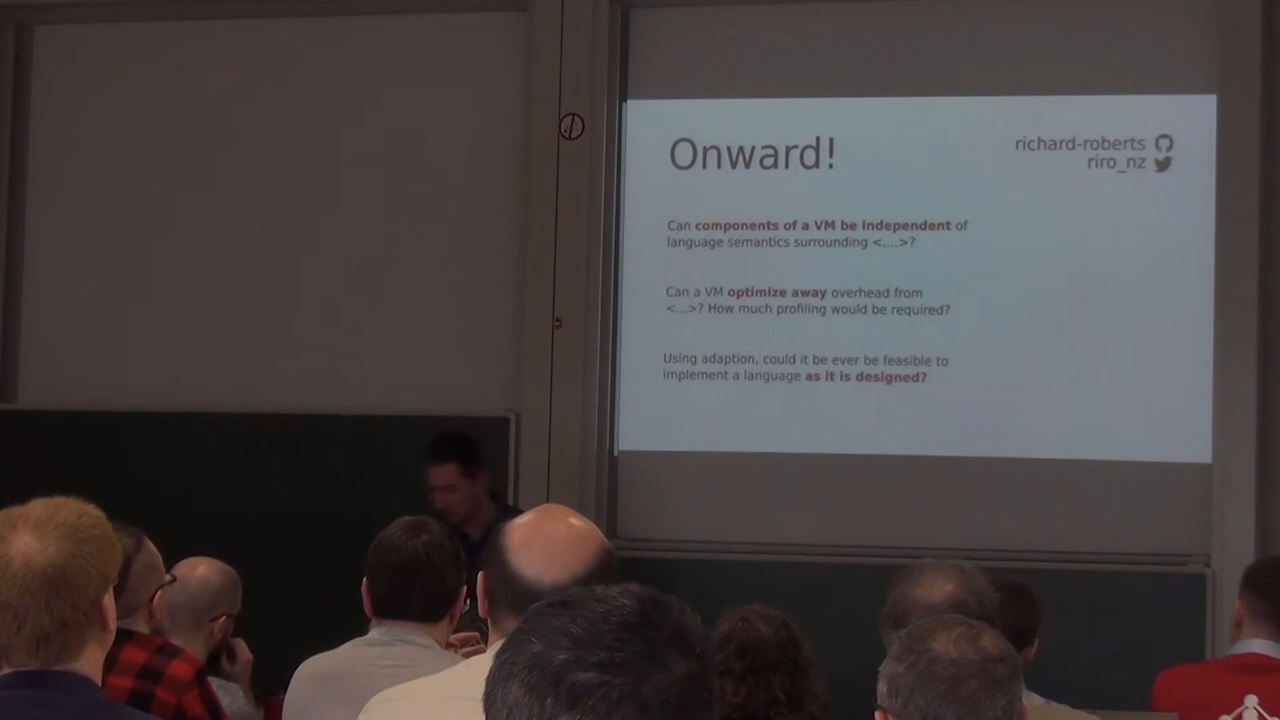 Onward!
richard-roberts
riro_nz
Can components of a VM be independent of
language semantics surrounding <....>?
Can a VM optimize away overhead from
<...>? How much profiling would be required?
Using adaption, could it be ever be feasible to
implement a language as it is designed?